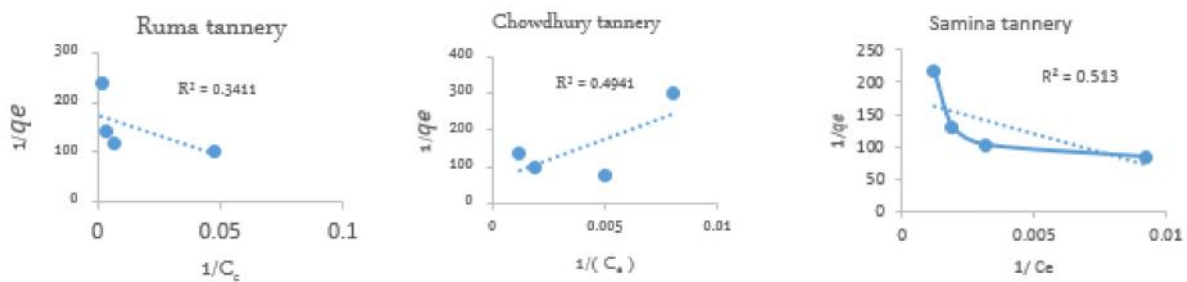 Ruma tannery
R² = 0.3411
1/qe
300
200
100
0
0
0.05
0.1
1/Cc
Chowdhury tannery
R² = 0.4941
1/qe
400
300
200
100
0
0
0.005
0.01
1/( Ce )
Samina tannery
R² = 0.513
1/qe
250
200
150
100
50
0
0
0.005
0.01
1/ Ce